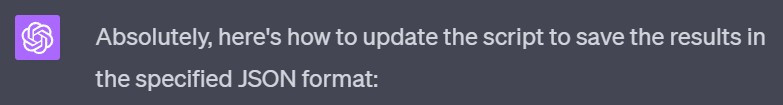 Absolutely, here's how to update the script to save the results in
the specified JSON format: